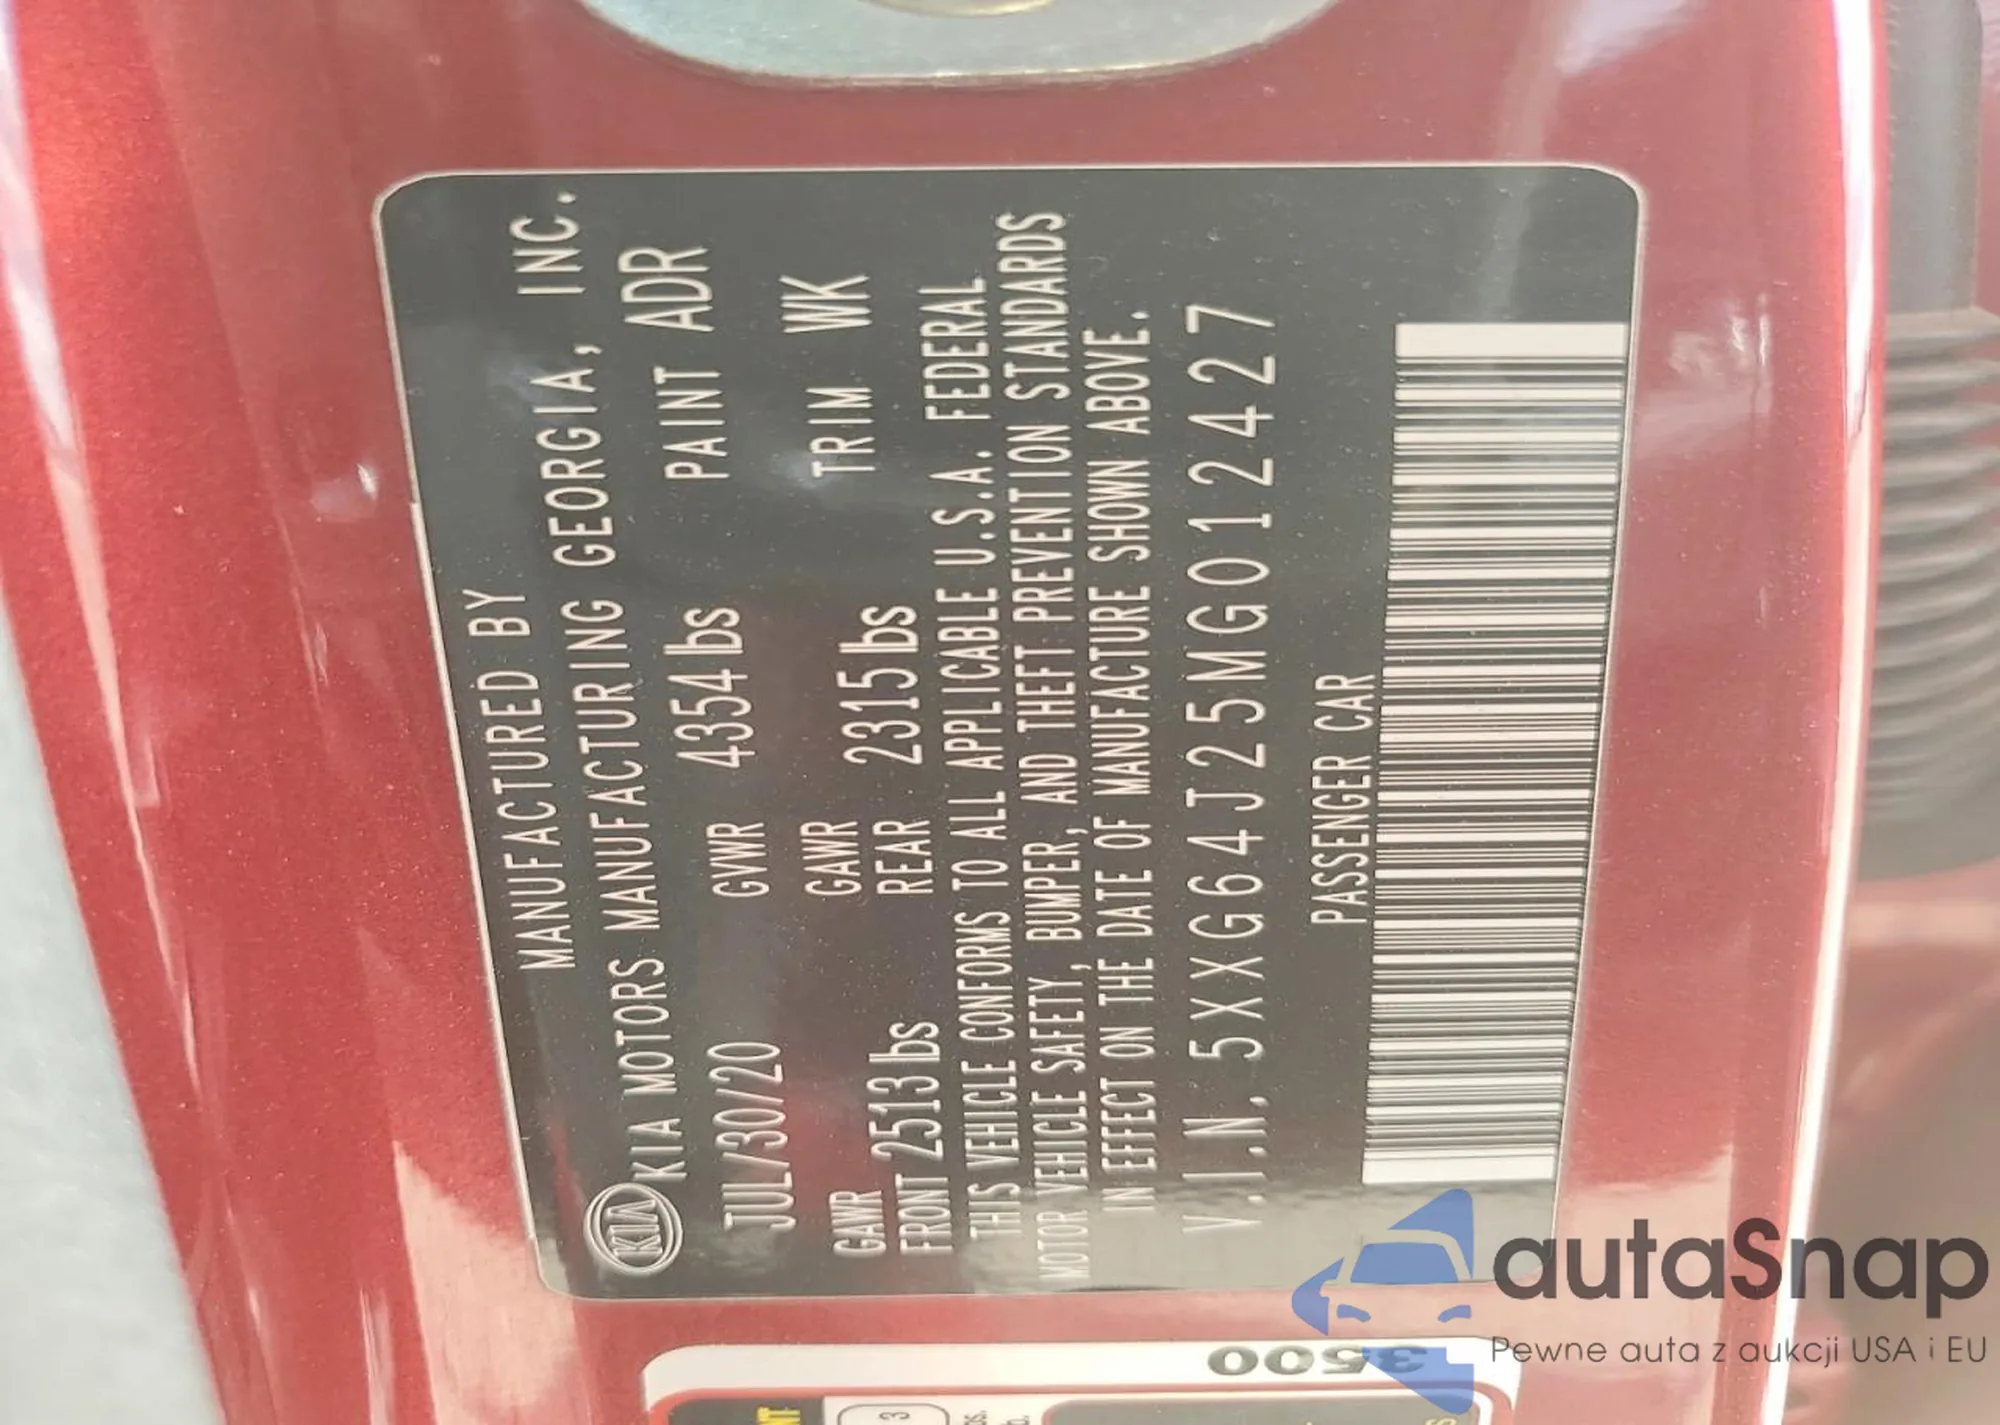 MANUFACTURED BY
KIA KIA MOTORS MANUFACTURING GEORGIA, INC.
JUL/30/20 GVWR 4354 lbs PAINT ADR
GAWR GAWR TRIM WK
FRONT 2513 lbs REAR 2315 lbs
THIS VEHICLE CONFORMS TO ALL APPLICABLE U.S.A. FEDERAL
MOTOR VEHICLE SAFETY, BUMPER, AND THEFT PREVENTION STANDARDS
IN EFFECT ON THE DATE OF MANUFACTURE SHOWN ABOVE.
V.I.N. 5XXG64J25MG012427
PASSENGER CAR
3500
3
autaSnap
Pewne auta z aukcji USA i EU